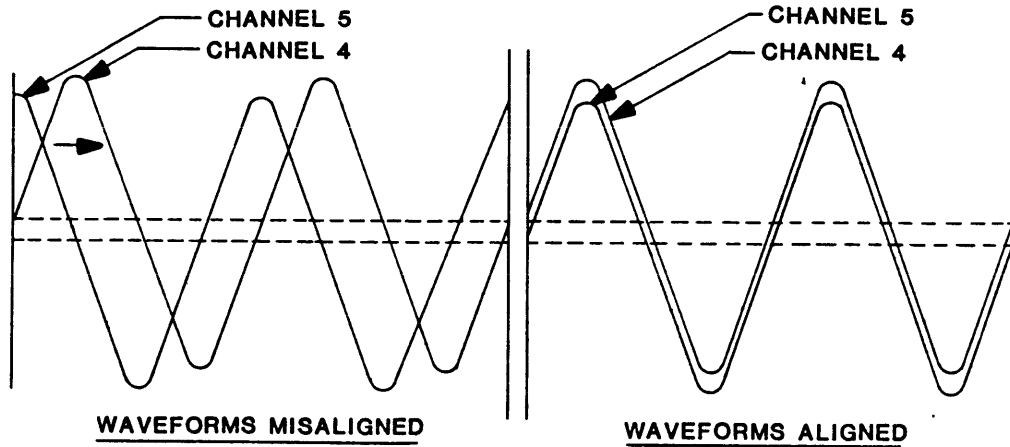 CHANNEL 5
CHANNEL 4
WAVEFORMS MISALIGNED
CHANNEL 5
CHANNEL 4
WAVEFORMS ALIGNED